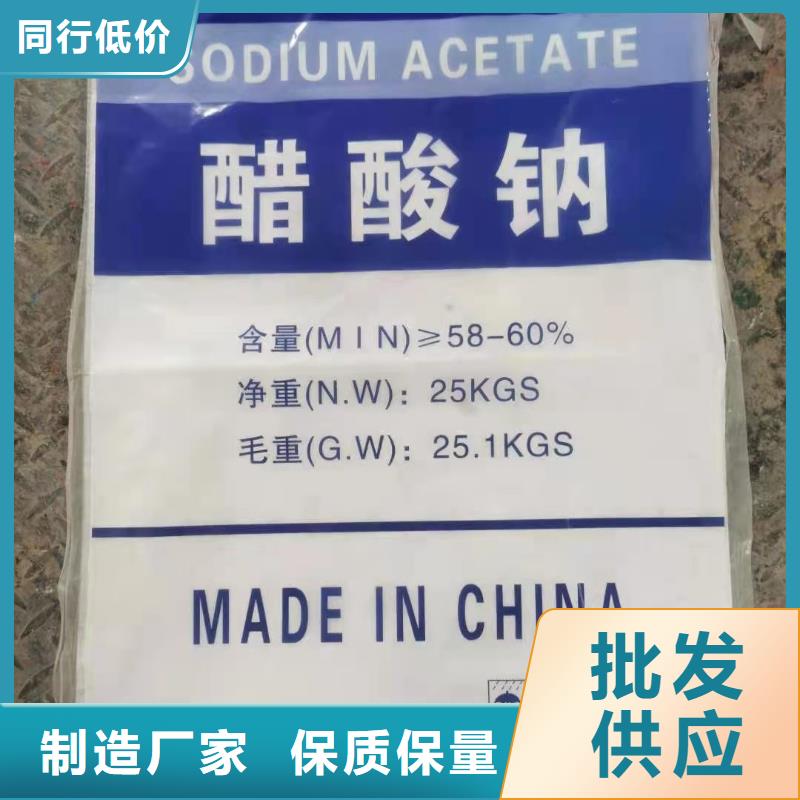 同行低价
SODIUM ACETATE
醋酸钠
含量(MIN)≥58-60%
净重(N.W)：25KGS
毛重(G.W)：25.1KGS
MADE IN CHINA
批发
供应
制造厂家 保质保量